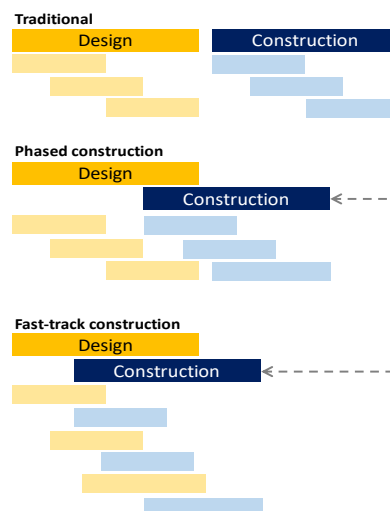 Traditional
Design Construction
Phased construction
Design
Construction
Fast-track construction
Design
Construction